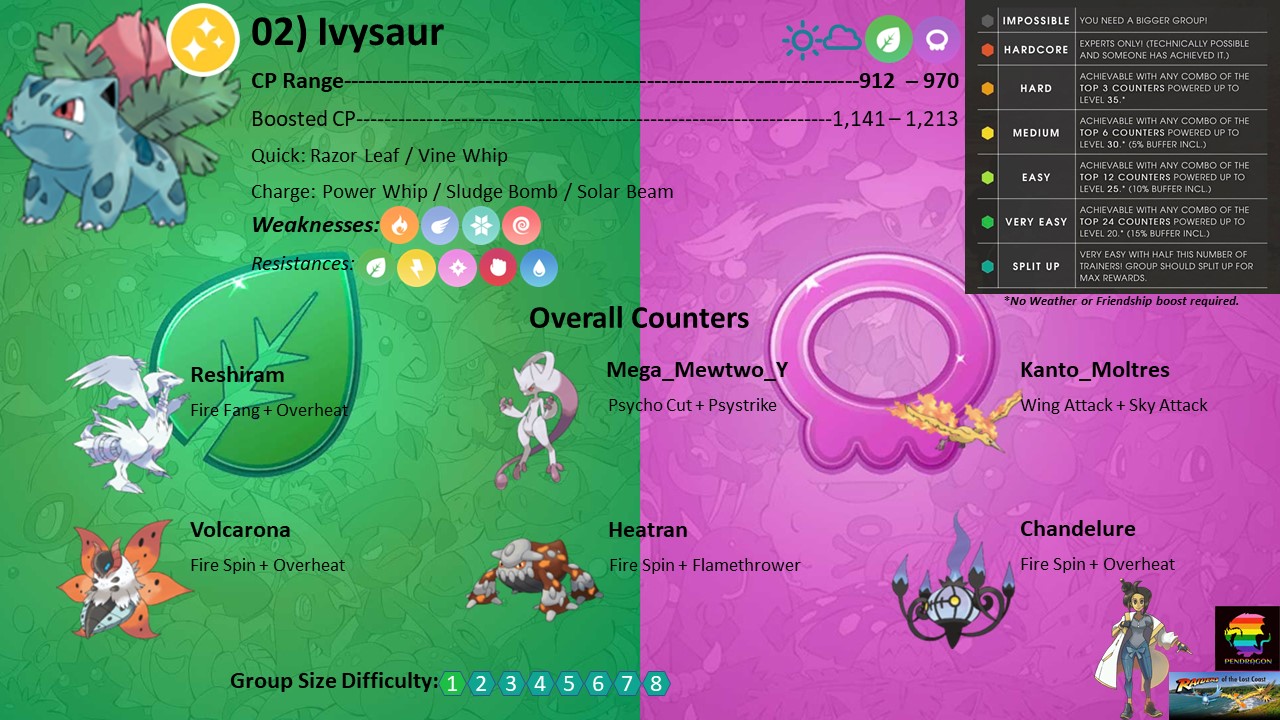 02) Ivysaur
CP Range---912 – 970
Boosted CP---1,141 – 1,213
Quick: Razor Leaf / Vine Whip
Charge: Power Whip / Sludge Bomb / Solar Beam
Weaknesses:
Resistances:
IMPOSSIBLE YOU NEED A BIGGER GROUP!
HARDCORE EXPERTS ONLY! (TECHNICALLY POSSIBLE
AND SOMEONE HAS ACHIEVED IT.)
HARD ACHIEVABLE WITH ANY COMBO OF THE
TOP 3 COUNTERS POWERED UP TO
LEVEL 35.*
MEDIUM ACHIEVABLE WITH ANY COMBO OF THE
TOP 6 COUNTERS POWERED UP TO
LEVEL 30.* (5% BUFFER INCL.)
EASY ACHIEVABLE WITH ANY COMBO OF THE
TOP 12 COUNTERS POWERED UP TO
LEVEL 25.* (10% BUFFER INCL.)
VERY EASY ACHIEVABLE WITH ANY COMBO OF THE
TOP 24 COUNTERS POWERED UP TO
LEVEL 20.* (15% BUFFER INCL.)
SPLIT UP VERY EASY WITH HALF THIS NUMBER OF
TRAINERS! GROUP SHOULD SPLIT UP FOR
MAX REWARDS.
*No Weather or Friendship boost required.
Overall Counters
Reshiram
Fire Fang + Overheat
Mega_Mewtwo_Y
Psycho Cut + Psystrike
Kanto_Moltres
Wing Attack + Sky Attack
Volcarona
Fire Spin + Overheat
Heatran
Fire Spin + Flamethrower
Chandelure
Fire Spin + Overheat
Group Size Difficulty: 1 2 3 4 5 6 7 8
PENDRAGON
RAIDERS of the Lost Coast